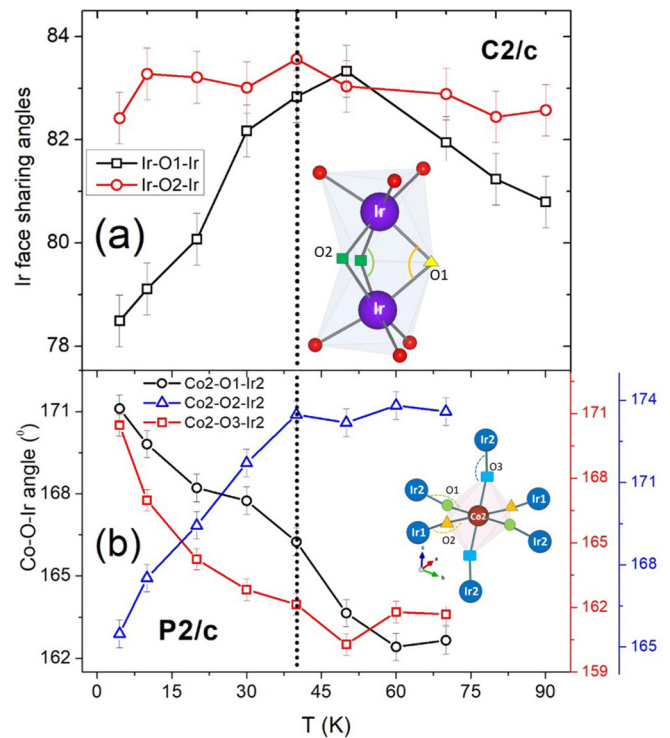 84
C2/c
82
80
78
Ir face sharing angles
Ir-O1-Ir
Ir-O2-Ir
(a)
Ir
O2
O1
Ir
171
168
165
162
Co-O-Ir angle (⁰)
Co2-O1-Ir2
Co2-O2-Ir2
Co2-O3-Ir2
(b)
P2/c
Ir2
O3
Ir2
O1
Ir1
Co2
Ir1
O2
Ir2
Ir2
c
a
b
171
168
165
162
159
174
171
168
165
0
15
30
45
60
75
90
T (K)